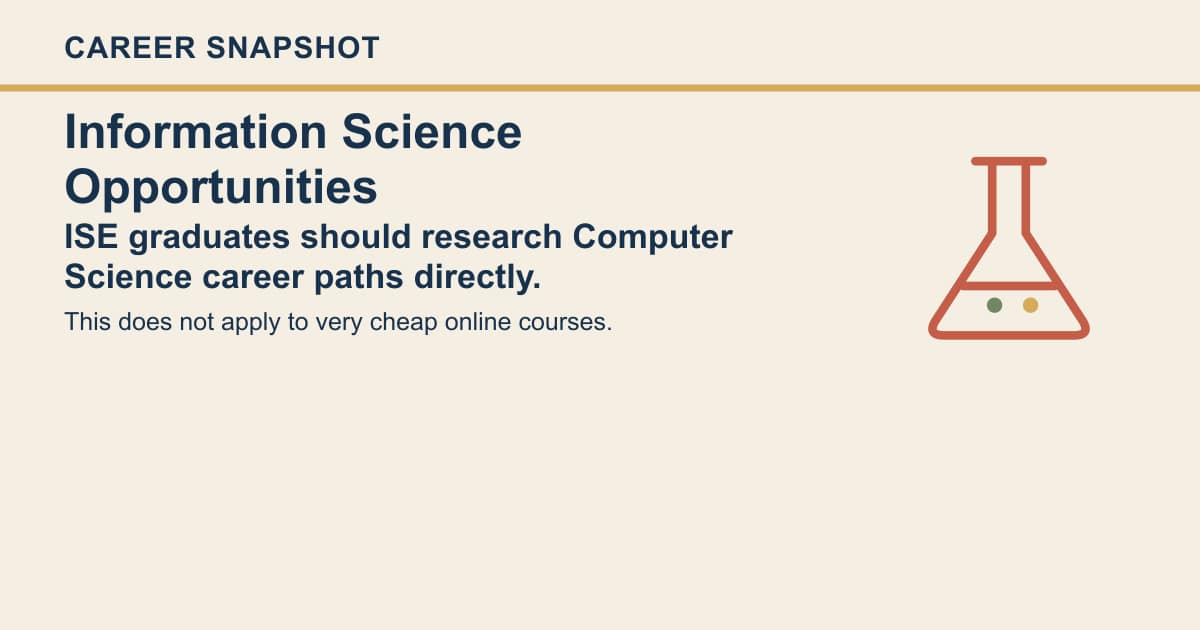 CAREER SNAPSHOT
Information Science
Opportunities
ISE graduates should research Computer
Science career paths directly.
This does not apply to very cheap online courses.